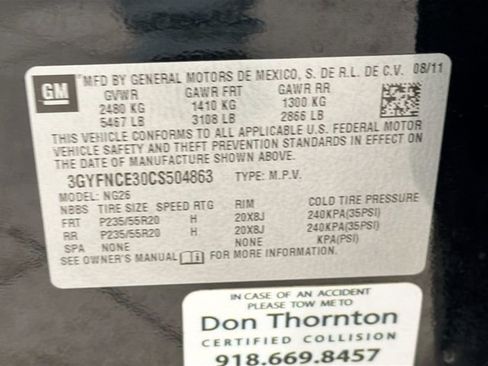 GM
MFD BY GENERAL MOTORS DE MEXICO, S. DE R.L. DE C.V. 08/11
GVWR GAWR FRT GAWR RR
2480 KG 1410 KG 1300 KG
5467 LB 3108 LB 2866 LB
THIS VEHICLE CONFORMS TO ALL APPLICABLE U.S. FEDERAL MOTOR
VEHICLE SAFETY AND THEFT PREVENTION STANDARDS IN EFFECT ON
THE DATE OF MANUFACTURE SHOWN ABOVE.
3GYFNCE30CS504863 TYPE: M.P.V.
MODEL: NG26
NBBS TIRE SIZE SPEED RTG RIM COLD TIRE PRESSURE
FRT P235/55R20 H 20X8J 240KPA(35PSI)
RR P235/55R20 H 20X8J 240KPA(35PSI)
SPA NONE NONE KPA(PSI)
SEE OWNER'S MANUAL FOR MORE INFORMATION.
IN CASE OF AN ACCIDENT
PLEASE TOW ME TO
Don Thornton
CERTIFIED COLLISION
918.669.8457